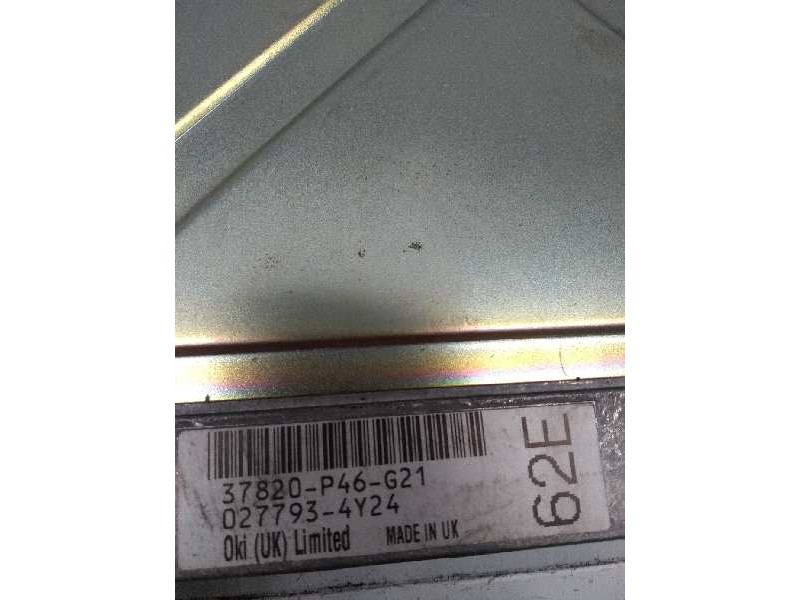 37820-P46-G21
027793-4Y24
Oki (UK) Limited MADE IN UK
62E